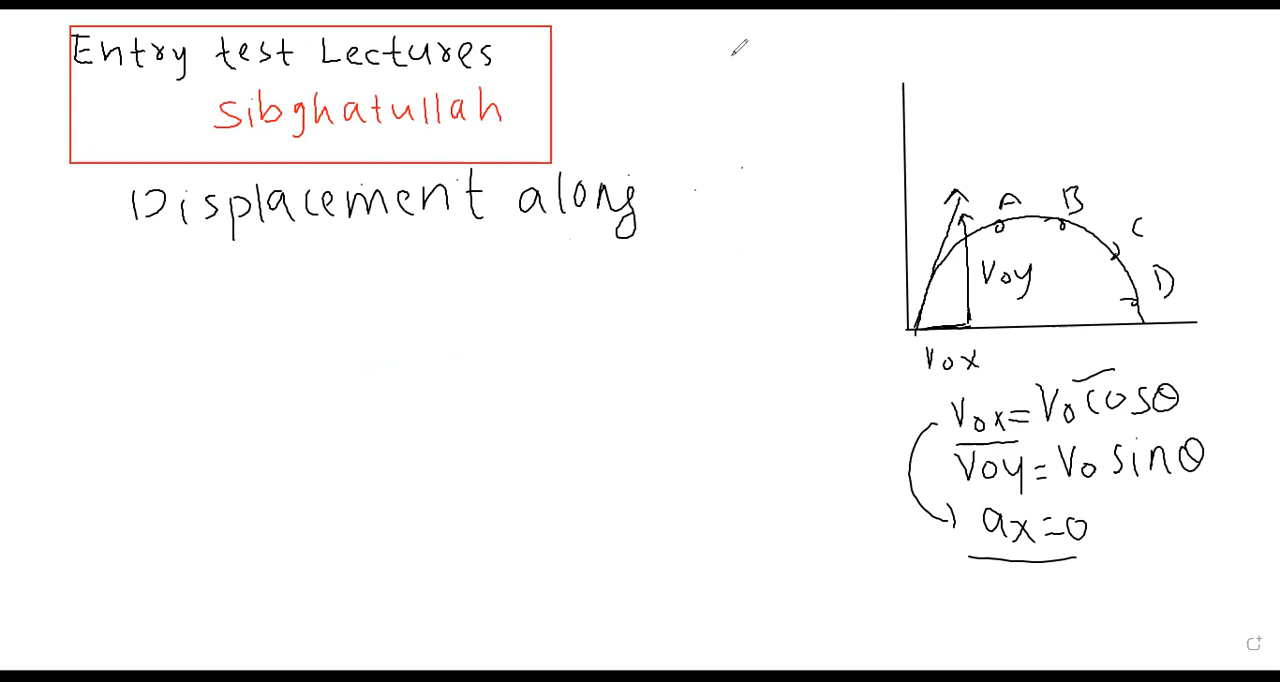 Entry test Lectures
Sibghatullah
Displacement along
A
B
C
D
Voy
Vox
Vox = Vo cosθ
Voy = Vo sinθ
ax = 0